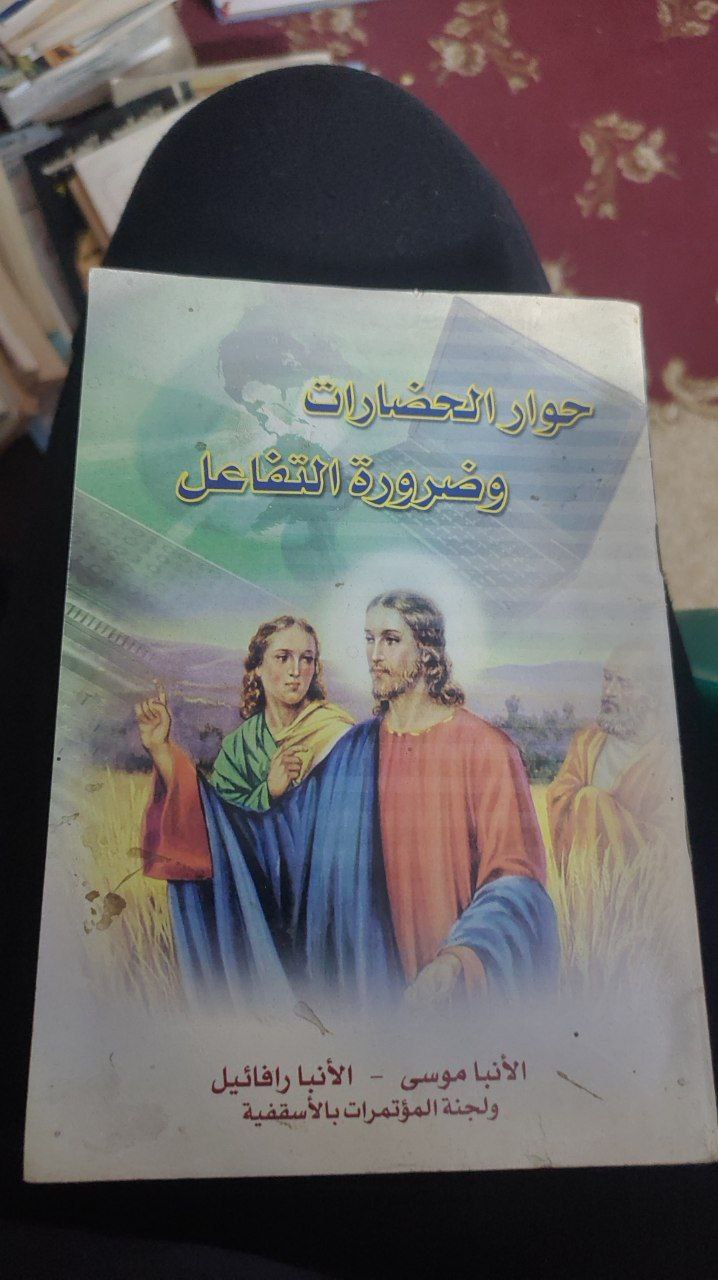 حوار الحضارات
وضرورة التفاعل
الأنبا موسى - الأنبا رافائيل
ولجنة المؤتمرات بالأسقفية